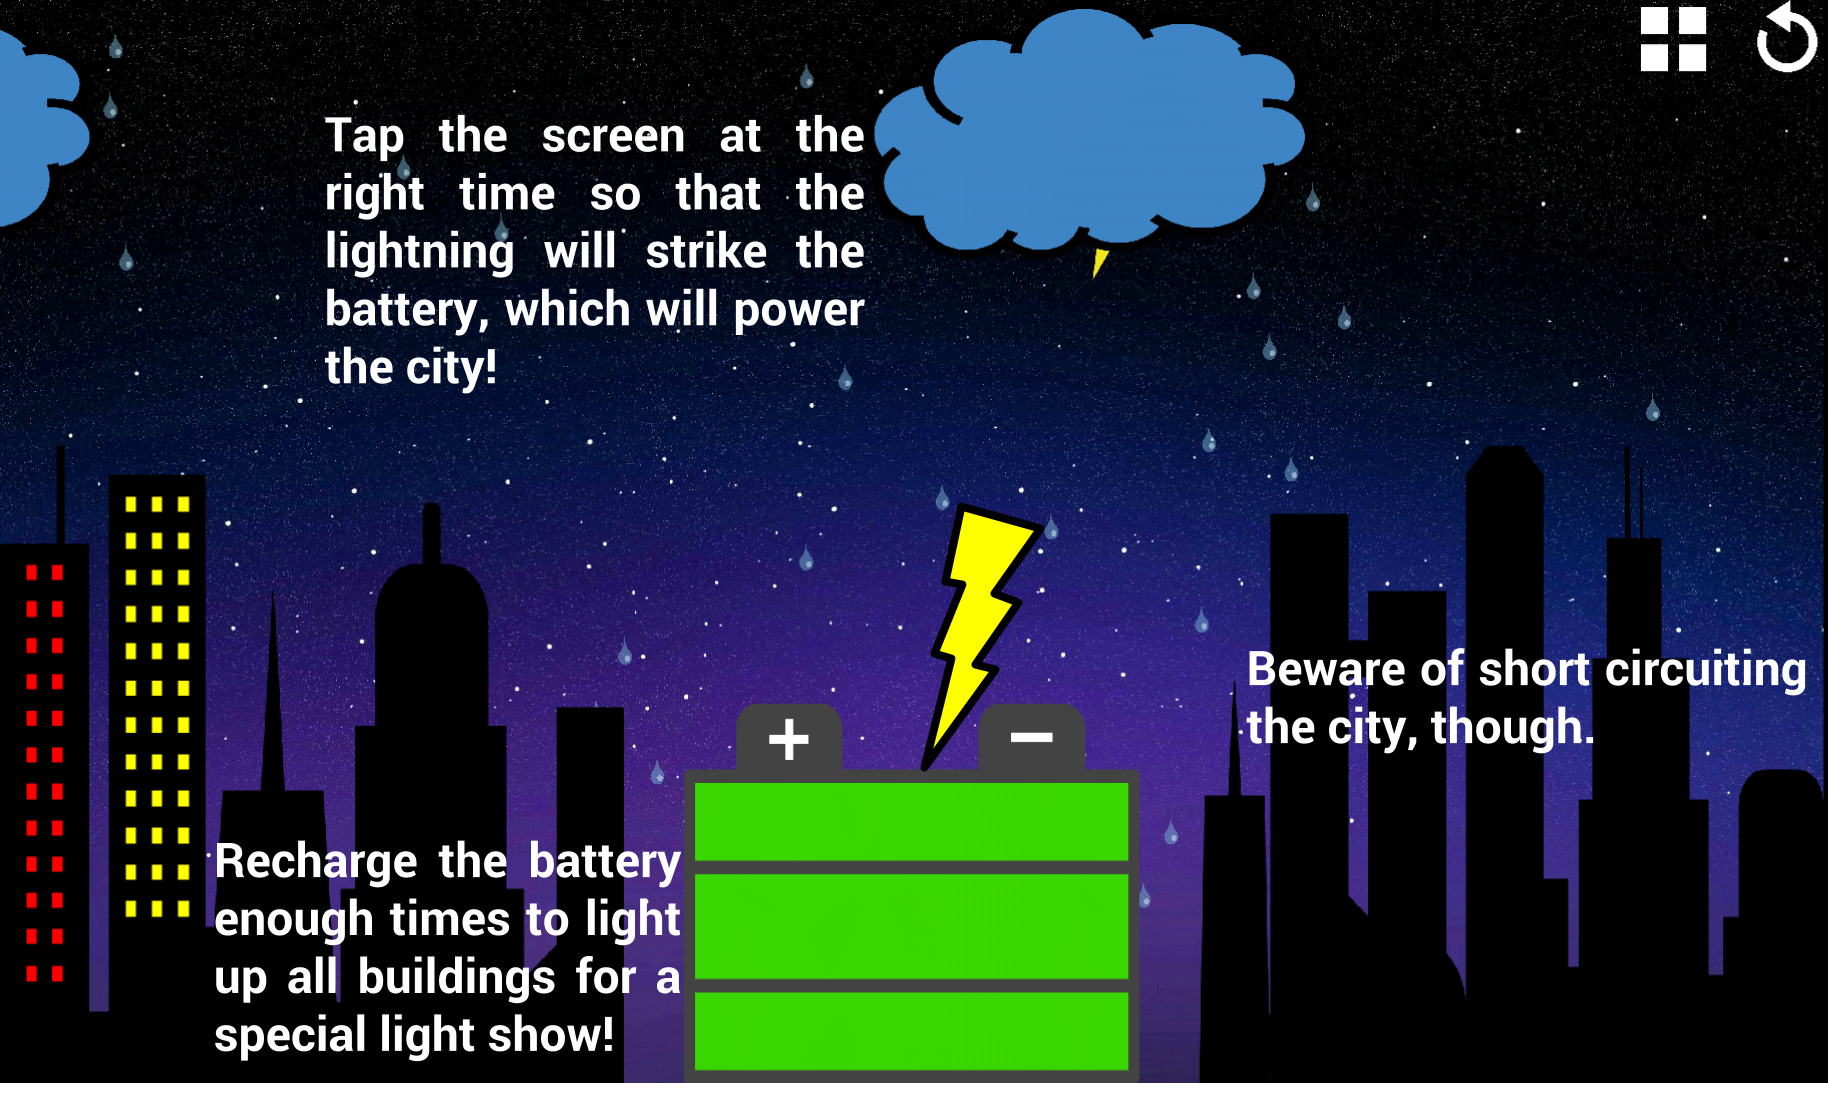 Tap the screen at the
right time so that the
lightning will strike the
battery, which will power
the city!
Beware of short circuiting
the city, though.
Recharge the battery
enough times to light
up all buildings for a
special light show!
+ −